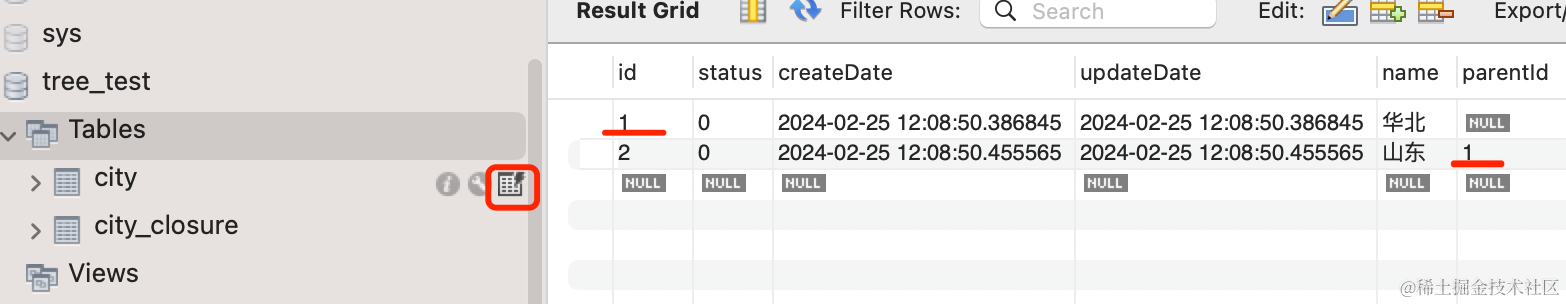 sys
tree_test
Tables
city
city_closure
Views
Result Grid Filter Rows: Search Edit: Export/
id status createDate updateDate name parentId
1 0 2024-02-25 12:08:50.386845 2024-02-25 12:08:50.386845 华北 NULL
2 0 2024-02-25 12:08:50.455565 2024-02-25 12:08:50.455565 山东 1
NULL NULL NULL NULL NULL NULL
@稀土掘金技术社区